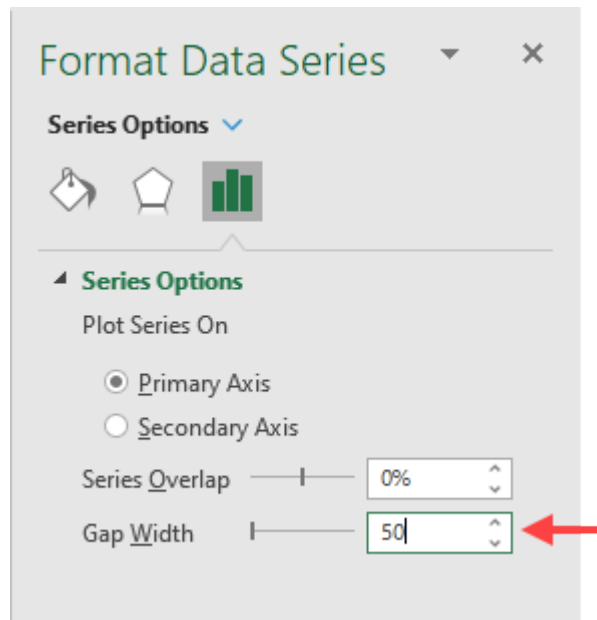 Format Data Series
Series Options
Series Options
Plot Series On
Primary Axis
Secondary Axis
Series Overlap 0%
Gap Width 50